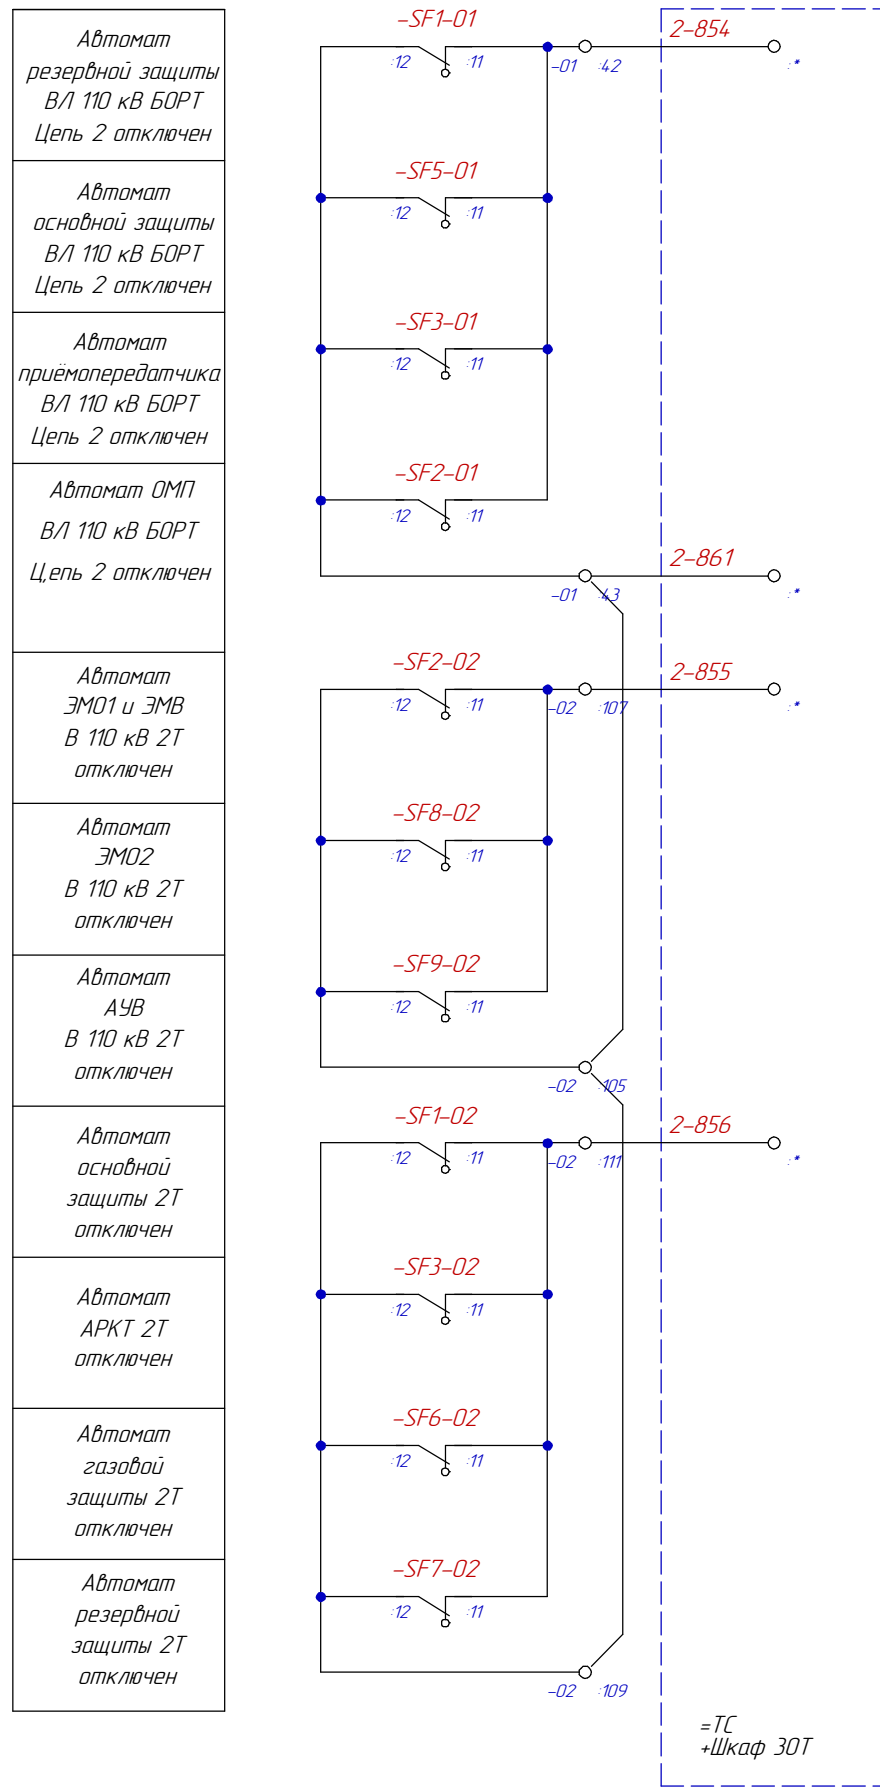 Автомат
резервной защиты
ВЛ 110 кВ БОРТ
Цепь 2 отключен
Автомат
основной защиты
ВЛ 110 кВ БОРТ
Цепь 2 отключен
Автомат
приёмопередатчика
ВЛ 110 кВ БОРТ
Цепь 2 отключен
Автомат ОМП
ВЛ 110 кВ БОРТ
Цепь 2 отключен
Автомат
ЭМО1 и ЭМВ
В 110 кВ 2Т
отключен
Автомат
ЭМО2
В 110 кВ 2Т
отключен
Автомат
АУВ
В 110 кВ 2Т
отключен
Автомат
основной
защиты 2Т
отключен
Автомат
АРКТ 2Т
отключен
Автомат
газовой
защиты 2Т
отключен
Автомат
резервной
защиты 2Т
отключен
-SF1-01
:12 :11
-01 :42
2-854
:*
-SF5-01
:12 :11
-SF3-01
:12 :11
-SF2-01
:12 :11
-01 :43
2-861
:*
-SF2-02
:12 :11
-02 :107
2-855
:*
-SF8-02
:12 :11
-SF9-02
:12 :11
-02 :105
-SF1-02
:12 :11
-02 :111
2-856
:*
-SF3-02
:12 :11
-SF6-02
:12 :11
-SF7-02
:12 :11
-02 :109
=ТС
+Шкаф 30Т